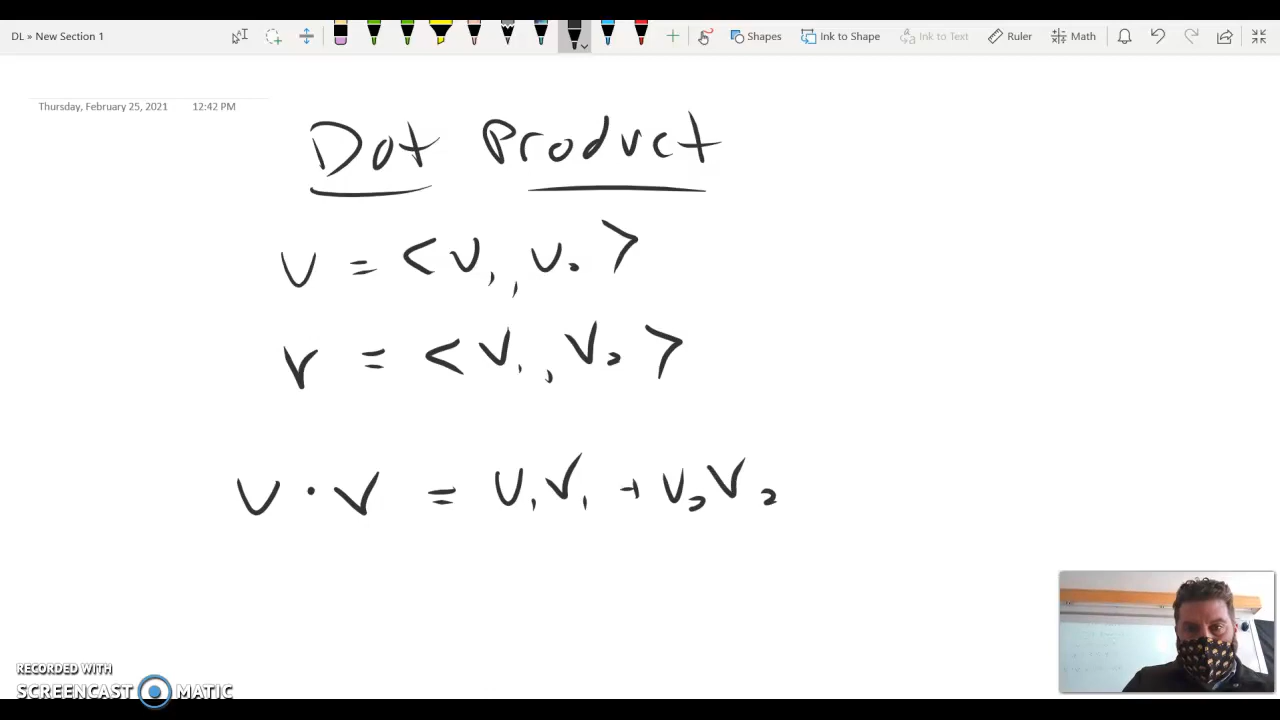 DL » New Section 1
Shapes Ink to Shape Ink to Text Ruler Math
Thursday, February 25, 2021 12:42 PM
Dot Product
u = <u₁, u₂>
v = <v₁, v₂>
u · v = u₁v₁ + u₂v₂
RECORDED WITH
SCREENCAST MATIC